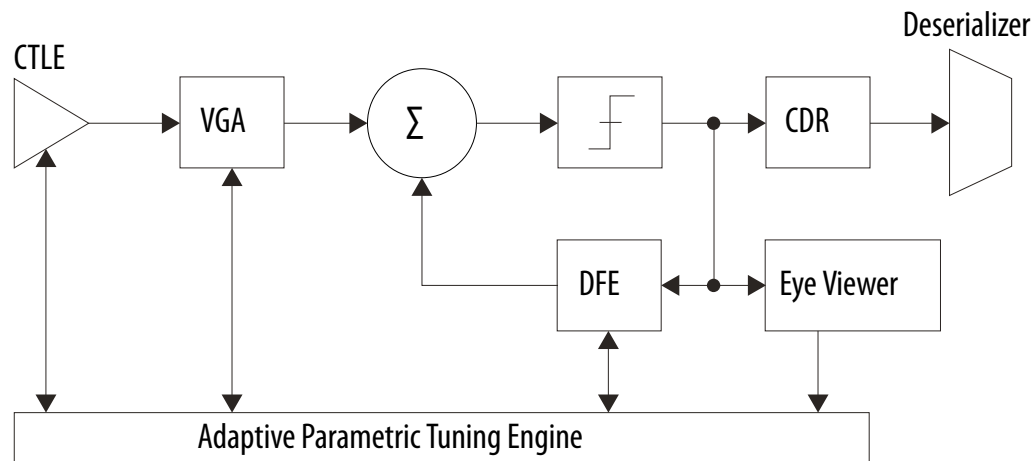 Deserializer
CTLE
VGA
Σ
CDR
DFE
Eye Viewer
Adaptive Parametric Tuning Engine